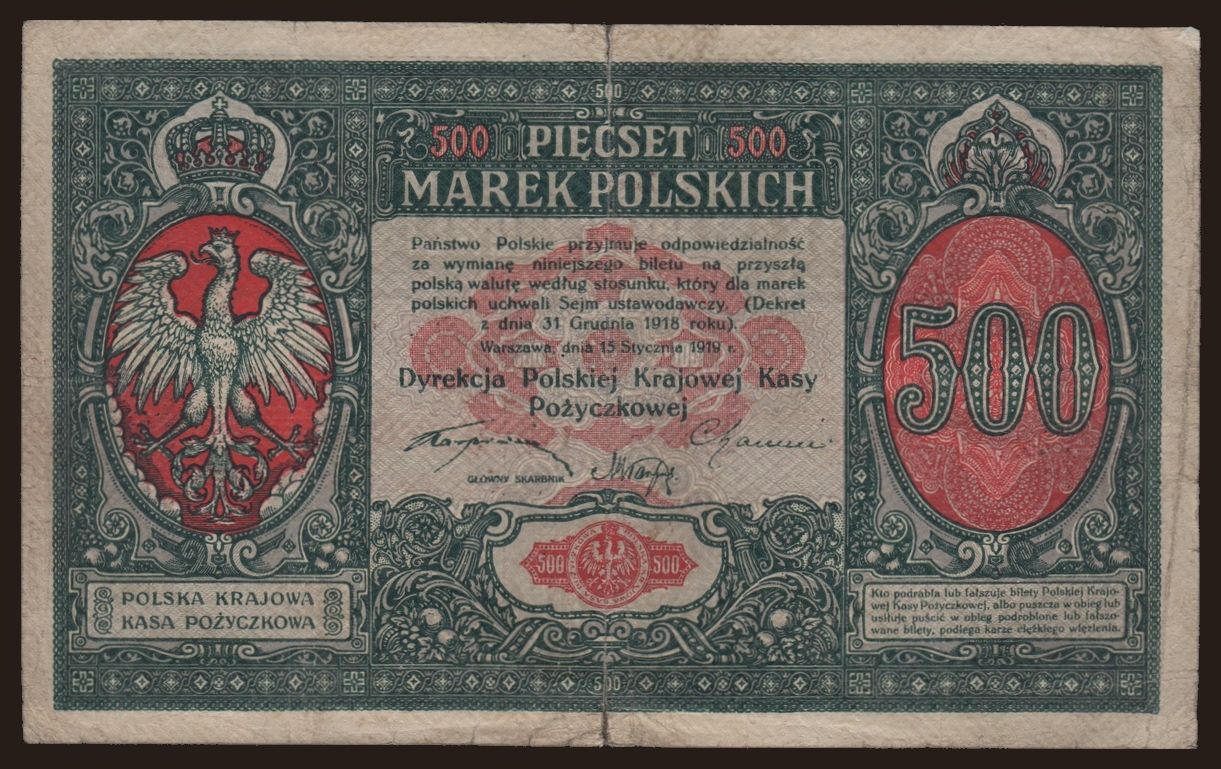 500
500 PIĘĆSET 500
MAREK POLSKICH
Państwo Polskie przyjmuje odpowiedzialność
za wymianę niniejszego biletu na przyszłą
polską walutę według stosunku, który dla marek
polskich uchwali Sejm ustawodawczy. (Dekret
z dnia 31 Grudnia 1918 roku).
Warszawa, dnia 15 Stycznia 1919 r.
Dyrekcja Polskiej Krajowej Kasy
Pożyczkowej
GŁÓWNY SKARBNIK
500
500 500
POLSKA KRAJOWA
KASA POŻYCZKOWA
Kto podrabia lub fałszuje bilety Polskiej Krajo-
wej Kasy Pożyczkowej, albo puszcza w obieg lub
usiłuje puścić w obieg podrobione lub fałszo-
wane bilety, podlega karze ciężkiego więzienia.
500